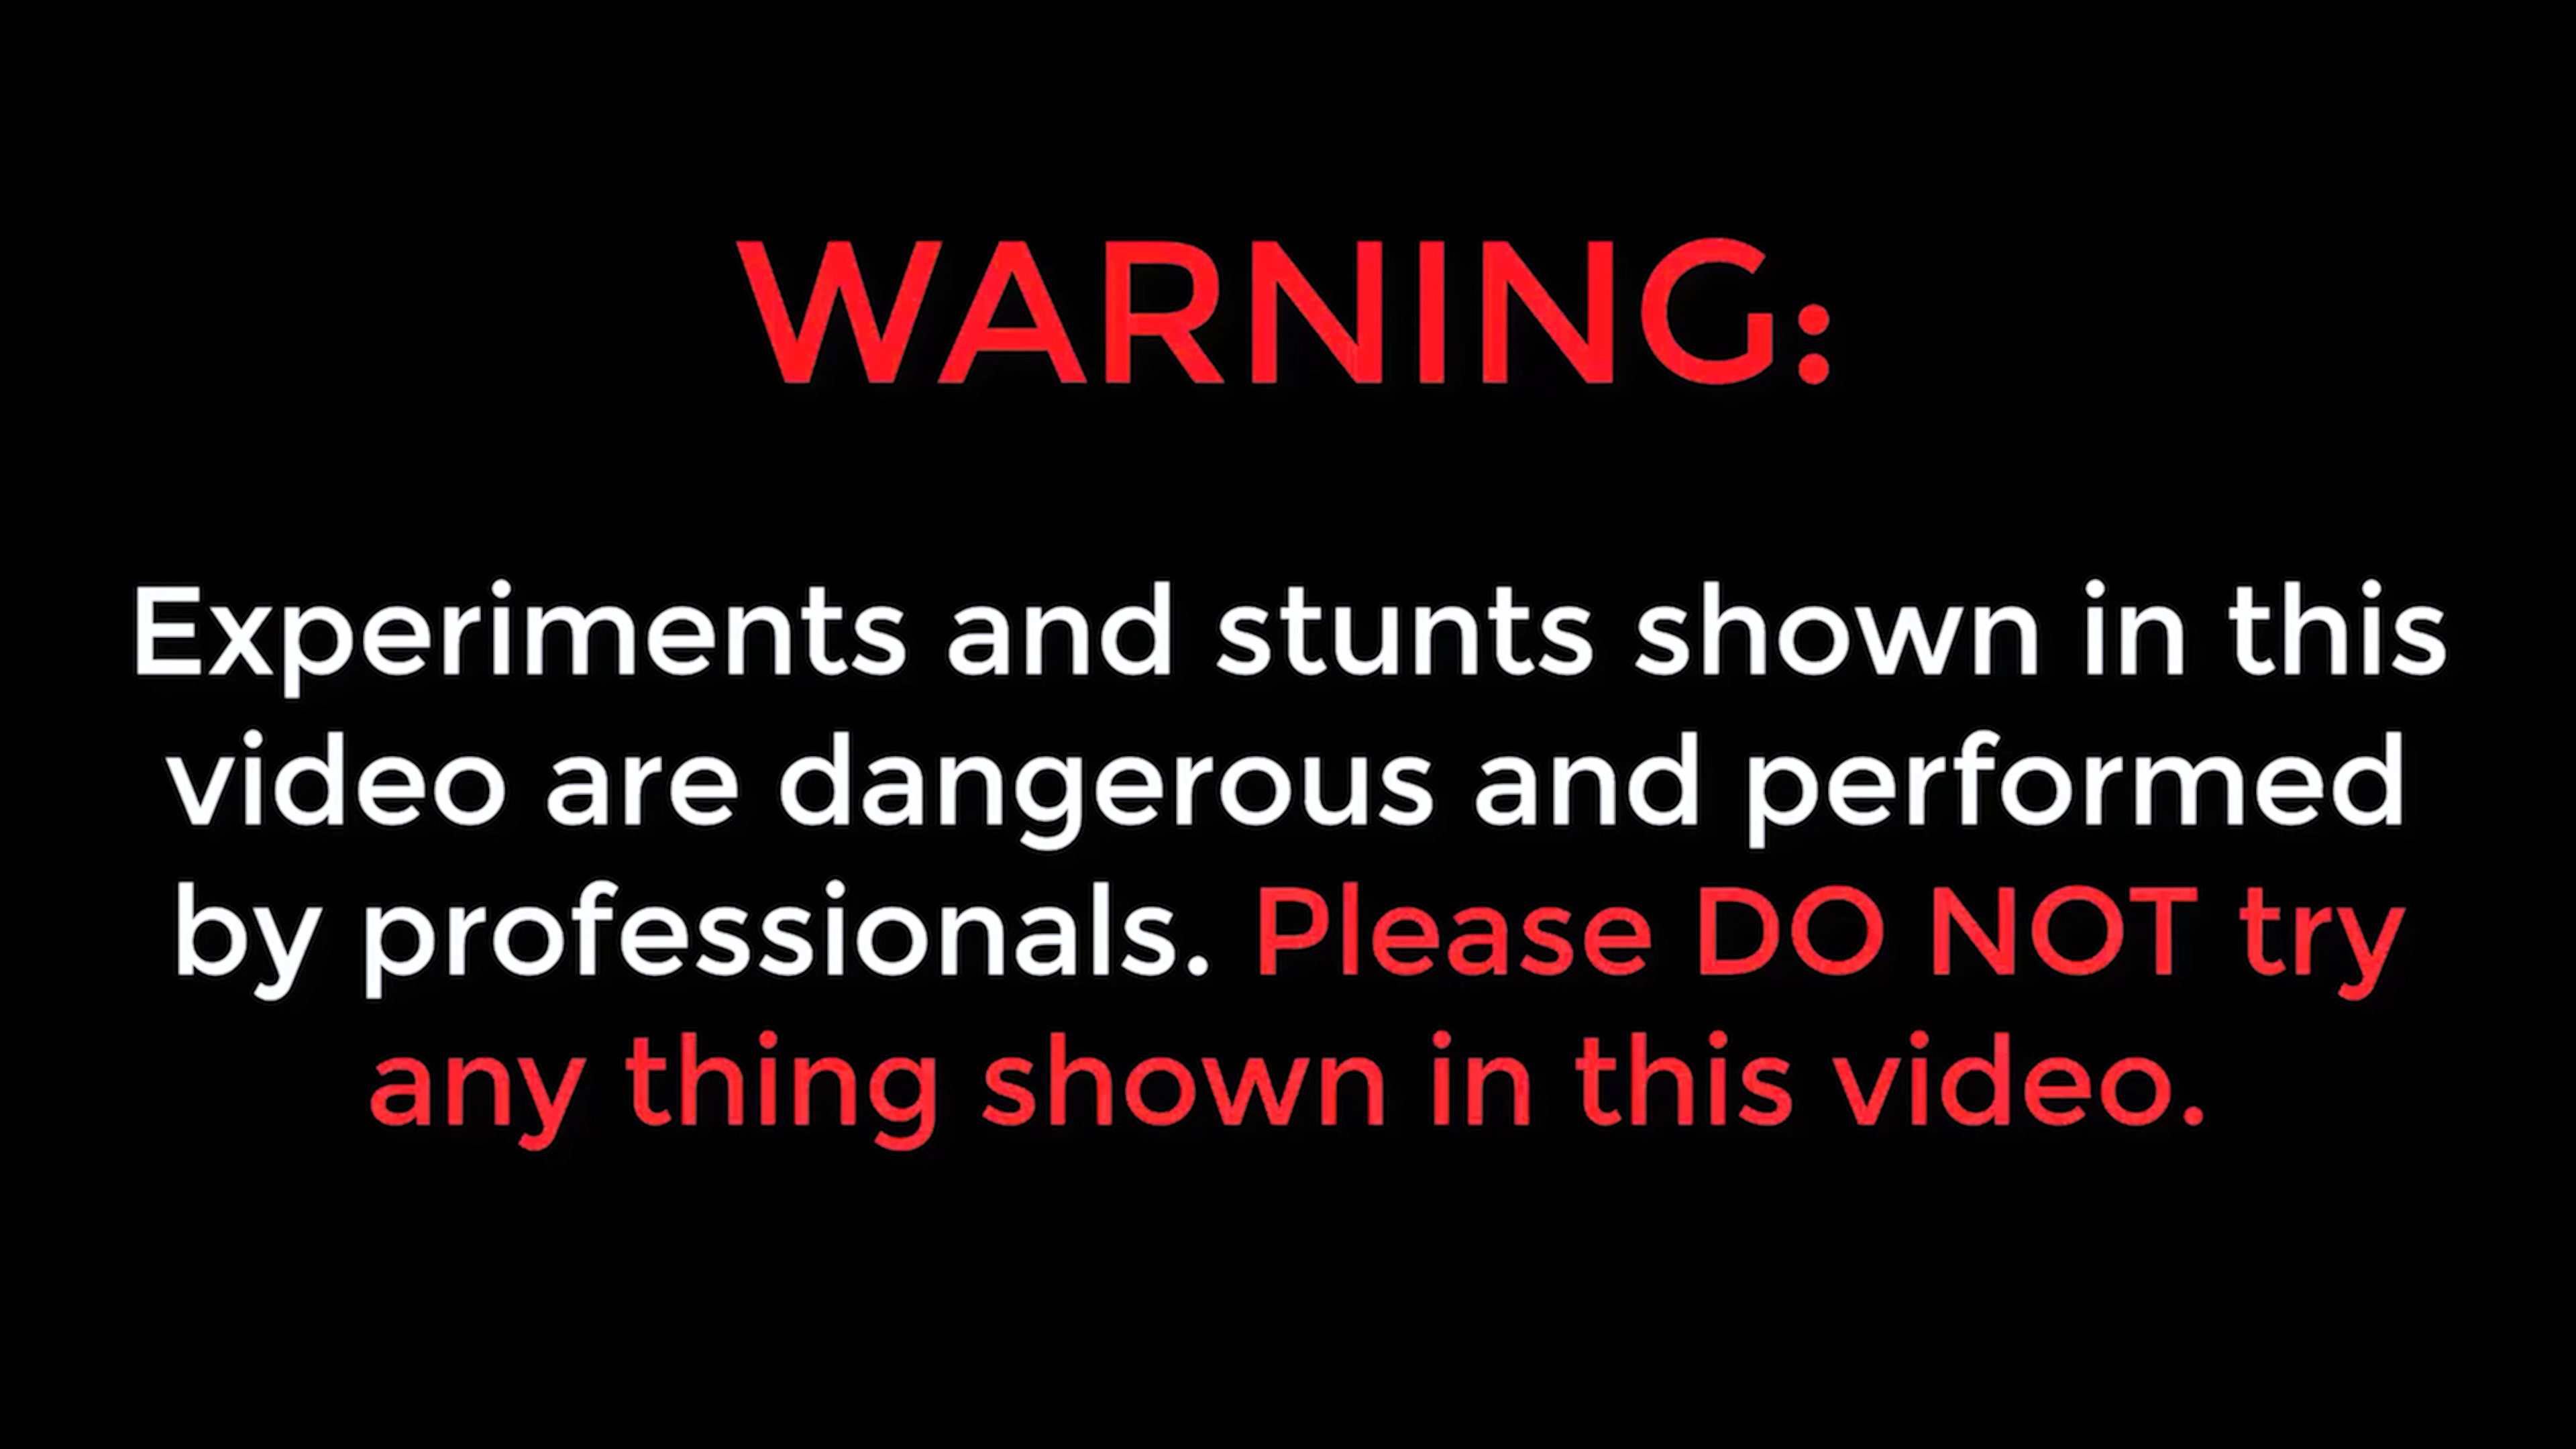 WARNING:
Experiments and stunts shown in this
video are dangerous and performed
by professionals. Please DO NOT try
any thing shown in this video.